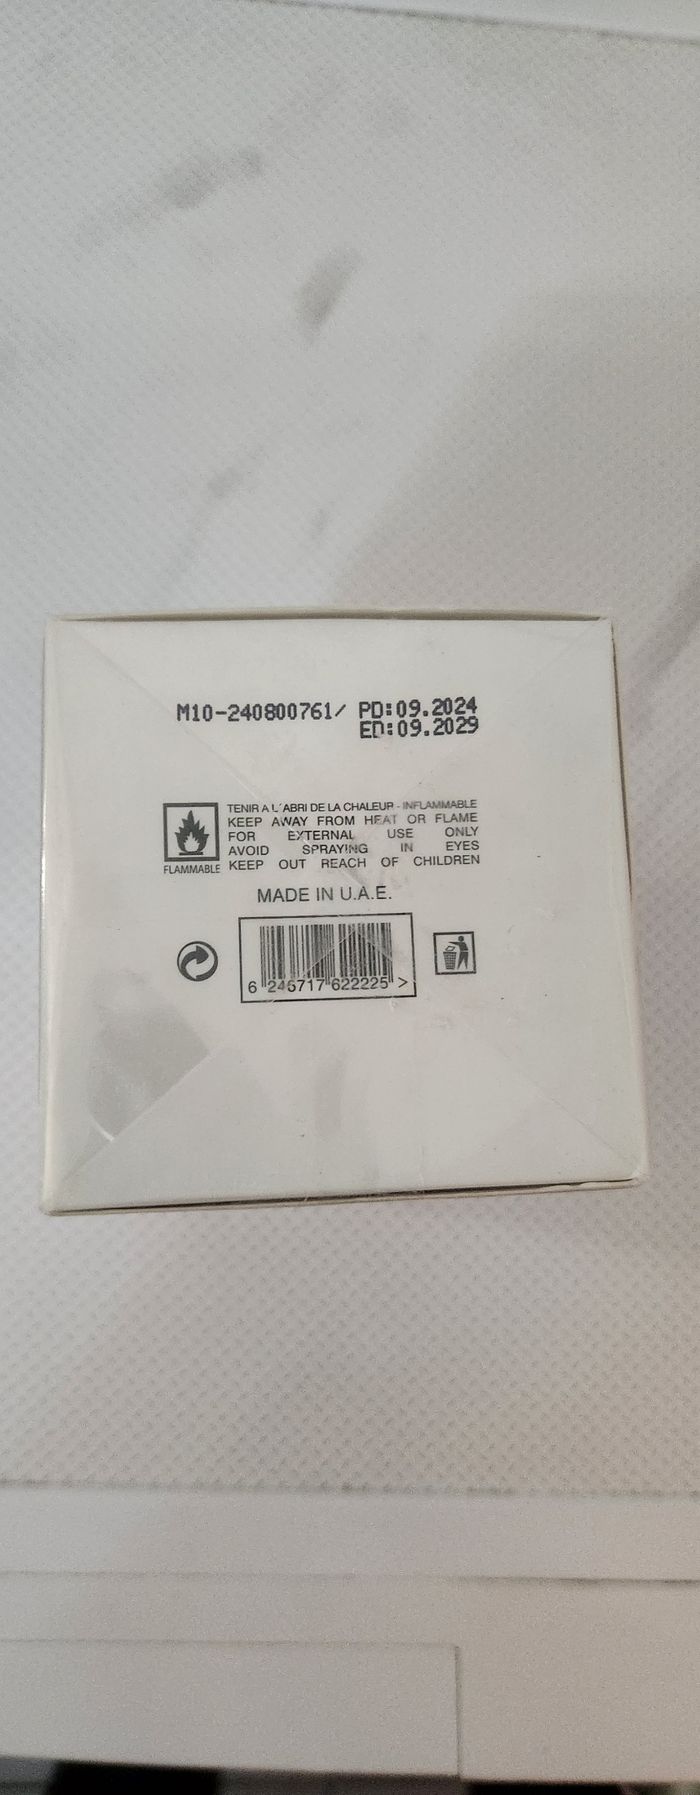 M10-240800761/ PD:09.2024
ED:09.2029
TENIR A L'ABRI DE LA CHALEUR - INFLAMMABLE
KEEP AWAY FROM HEAT OR FLAME
FOR EXTERNAL USE ONLY
AVOID SPRAYING IN EYES
KEEP OUT REACH OF CHILDREN
FLAMMABLE
MADE IN U.A.E.
6 245717 622225 >